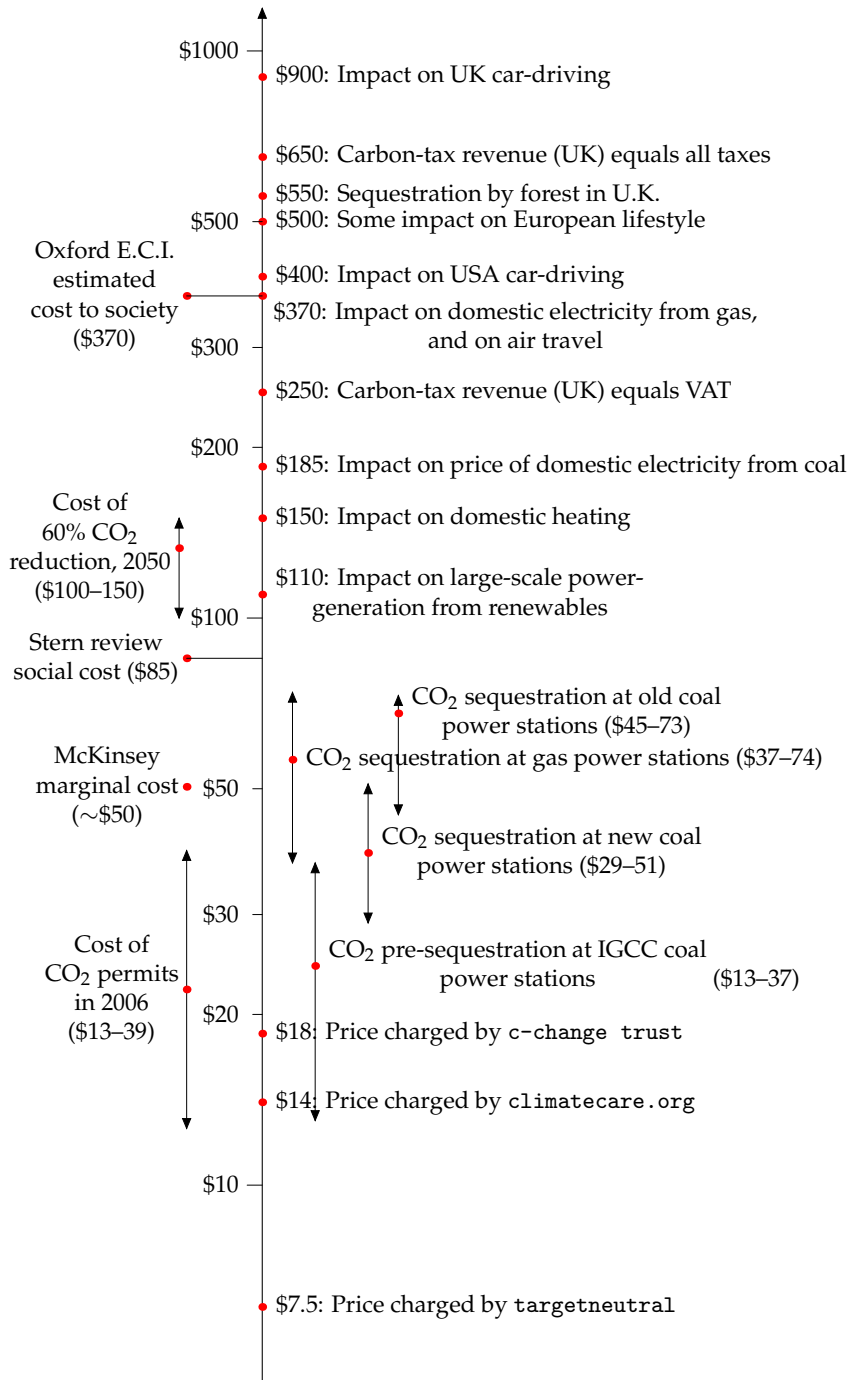 $1000
$900: Impact on UK car-driving
$650: Carbon-tax revenue (UK) equals all taxes
$550: Sequestration by forest in U.K.
$500
$500: Some impact on European lifestyle
Oxford E.C.I.
estimated
cost to society
($370)
$400: Impact on USA car-driving
$370: Impact on domestic electricity from gas,
and on air travel
$300
$250: Carbon-tax revenue (UK) equals VAT
$200
$185: Impact on price of domestic electricity from coal
Cost of
60% CO₂
reduction, 2050
($100–150)
$150: Impact on domestic heating
$110: Impact on large-scale power-
generation from renewables
$100
Stern review
social cost ($85)
CO₂ sequestration at old coal
power stations ($45–73)
McKinsey
marginal cost
(∼$50)
CO₂ sequestration at gas power stations ($37–74)
$50
CO₂ sequestration at new coal
power stations ($29–51)
$30
Cost of
CO₂ permits
in 2006
($13–39)
CO₂ pre-sequestration at IGCC coal
power stations ($13–37)
$20
$18: Price charged by c-change trust
$14: Price charged by climatecare.org
$10
$7.5: Price charged by targetneutral